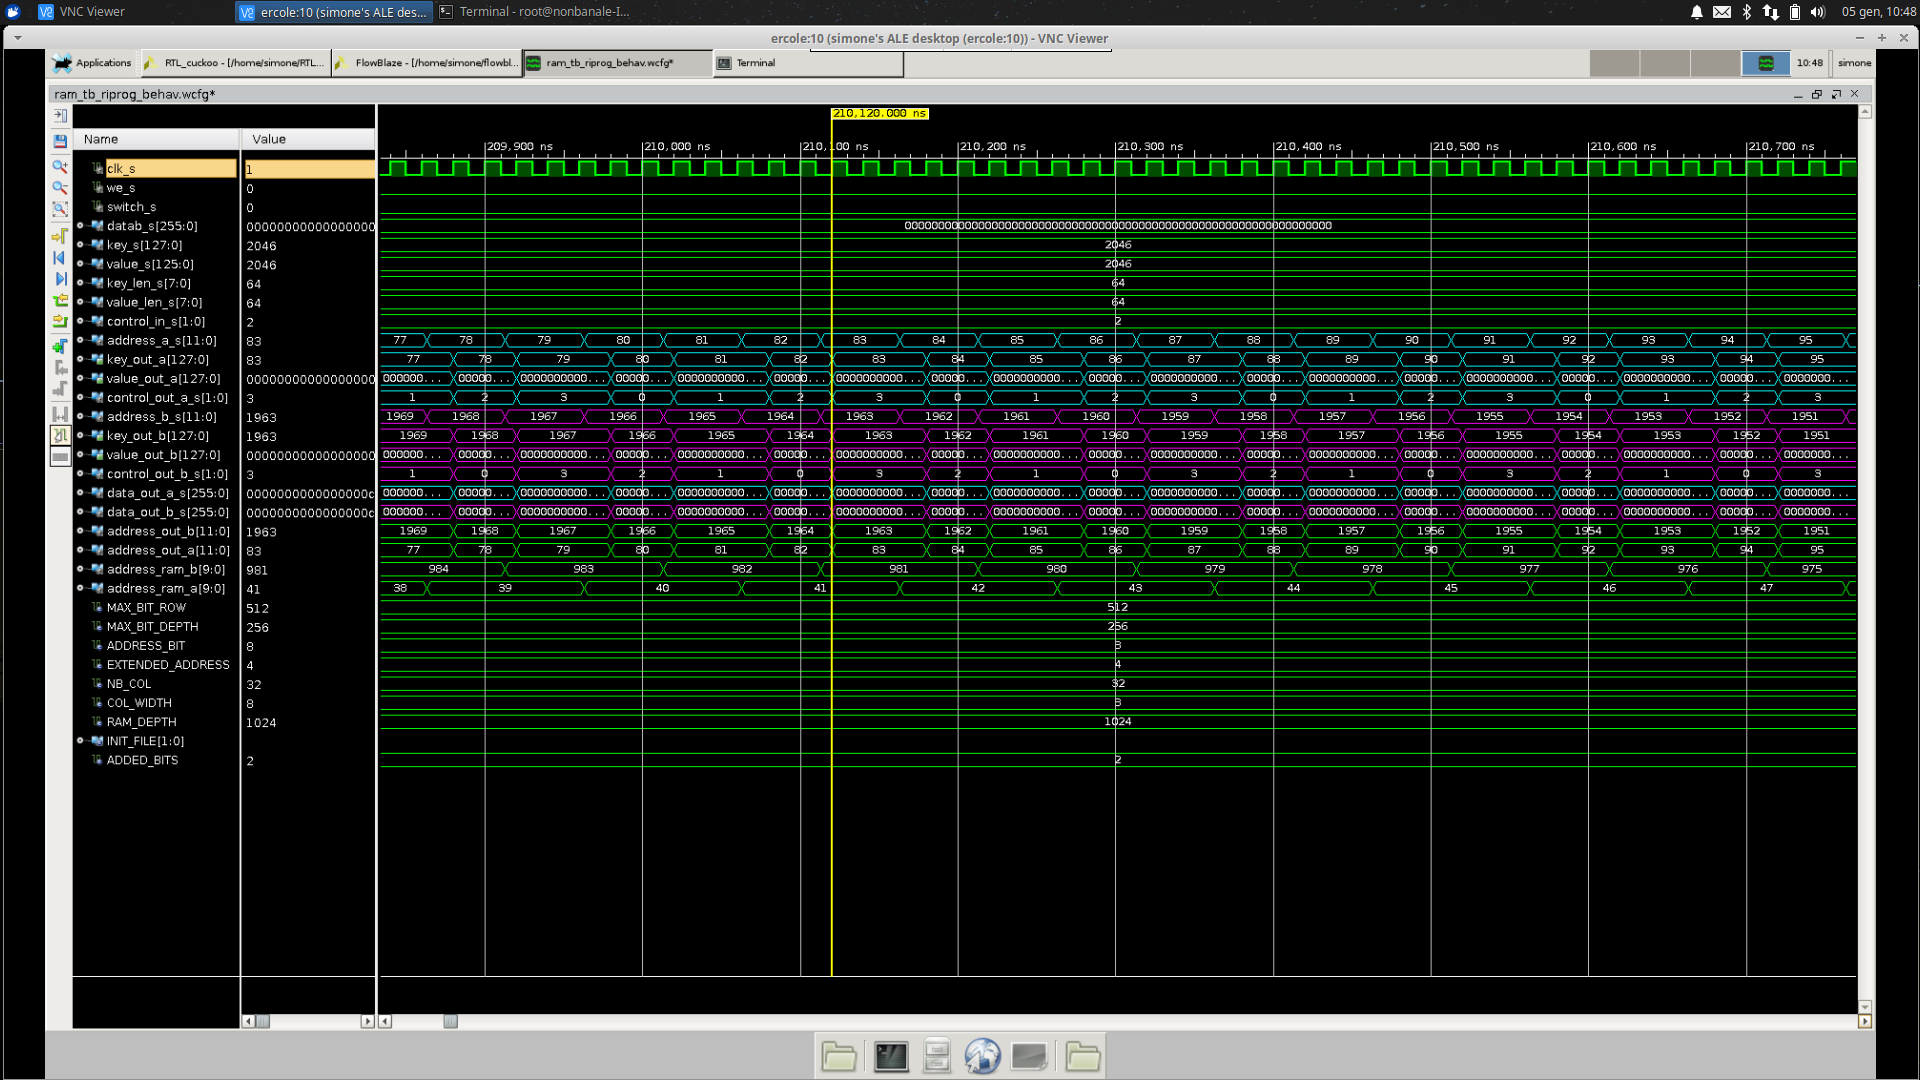 VNC Viewer
ercole:10 (simone's ALE des...
Terminal - root@nonbanale-I...
05 gen, 10:48
ercole:10 (simone's ALE desktop (ercole:10)) - VNC Viewer
Applications
RTL_cuckoo - [/home/simone/RTL...
FlowBlaze - [/home/simone/flowbl...
ram_tb_riprog_behav.wcfg*
Terminal
10:48
simone
ram_tb_riprog_behav.wcfg*
210,120.000 ns
Name Value
209,900 ns 210,000 ns 210,100 ns 210,200 ns 210,300 ns 210,400 ns 210,500 ns 210,600 ns 210,700 ns
clk_s 1
we_s 0
switch_s 0
datab_s[255:0]
key_s[127:0] 2046 2046
value_s[125:0] 2046 2046
key_len_s[7:0] 64 64
value_len_s[7:0] 64 64
control_in_s[1:0] 2 2
address_a_s[11:0] 83 77 78 79 80 81 82 83 84 85 86 87 88 89 90 91 92 93 94 95
key_out_a[127:0] 83 77 78 79 80 81 82 83 84 85 86 87 88 89 90 91 92 93 94 95
value_out_a[127:0] 000000... 00000... 0000000000... 00000... 0000000000... 00000... 0000000000... 00000... 0000000000... 00000... 0000000000... 00000... 0000000000... 00000... 0000000000... 00000... 0000000000... 00000... 0000000...
control_out_a_s[1:0] 3 1 2 3 0 1 2 3 0 1 2 3 0 1 2 3 0 1 2 3
address_b_s[11:0] 1963 1969 1968 1967 1966 1965 1964 1963 1962 1961 1960 1959 1958 1957 1956 1955 1954 1953 1952 1951
key_out_b[127:0] 1963 1969 1968 1967 1966 1965 1964 1963 1962 1961 1960 1959 1958 1957 1956 1955 1954 1953 1952 1951
value_out_b[127:0] 000000... 00000... 0000000000... 00000... 0000000000... 00000... 0000000000... 00000... 0000000000... 00000... 0000000000... 00000... 0000000000... 00000... 0000000000... 00000... 0000000000... 00000... 0000000...
control_out_b_s[1:0] 3 1 0 3 2 1 0 3 2 1 0 3 2 1 0 3 2 1 0 3
data_out_a_s[255:0] 000000... 00000... 0000000000... 00000... 0000000000... 00000... 0000000000... 00000... 0000000000... 00000... 0000000000... 00000... 0000000000... 00000... 0000000000... 00000... 0000000000... 00000... 0000000...
data_out_b_s[255:0] 000000... 00000... 0000000000... 00000... 0000000000... 00000... 0000000000... 00000... 0000000000... 00000... 0000000000... 00000... 0000000000... 00000... 0000000000... 00000... 0000000000... 00000... 0000000...
address_out_b[11:0] 1963 1969 1968 1967 1966 1965 1964 1963 1962 1961 1960 1959 1958 1957 1956 1955 1954 1953 1952 1951
address_out_a[11:0] 83 77 78 79 80 81 82 83 84 85 86 87 88 89 90 91 92 93 94 95
address_ram_b[9:0] 981 984 983 982 981 980 979 978 977 976 975
address_ram_a[9:0] 41 38 39 40 41 42 43 44 45 46 47
MAX_BIT_ROW 512 512
MAX_BIT_DEPTH 256 256
ADDRESS_BIT 8 8
EXTENDED_ADDRESS 4 4
NB_COL 32 32
COL_WIDTH 8 8
RAM_DEPTH 1024 1024
INIT_FILE[1:0]
ADDED_BITS 2 2